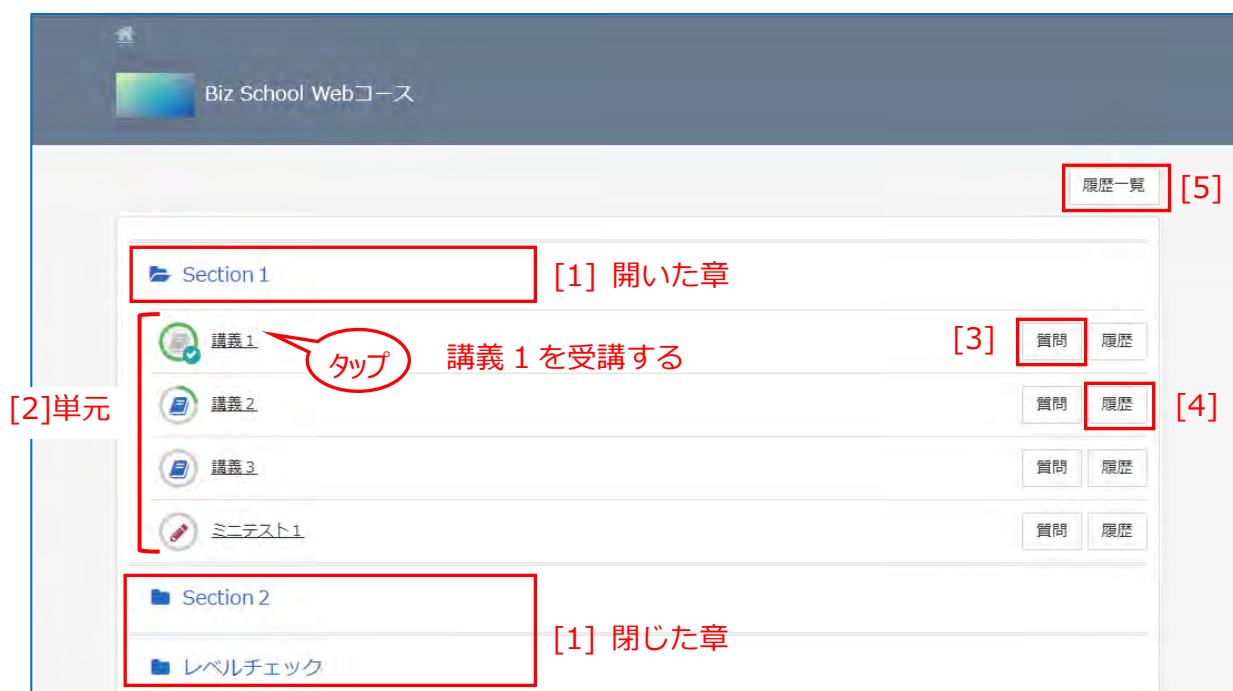 Biz School Webコース
履歴一覧 [5]
Section 1 [1] 開いた章
講義1 タップ 講義 1 を受講する [3] 質問 履歴
[2]単元 講義2 質問 履歴 [4]
講義3 質問 履歴
ミニテスト1 質問 履歴
Section 2
[1] 閉じた章
レベルチェック